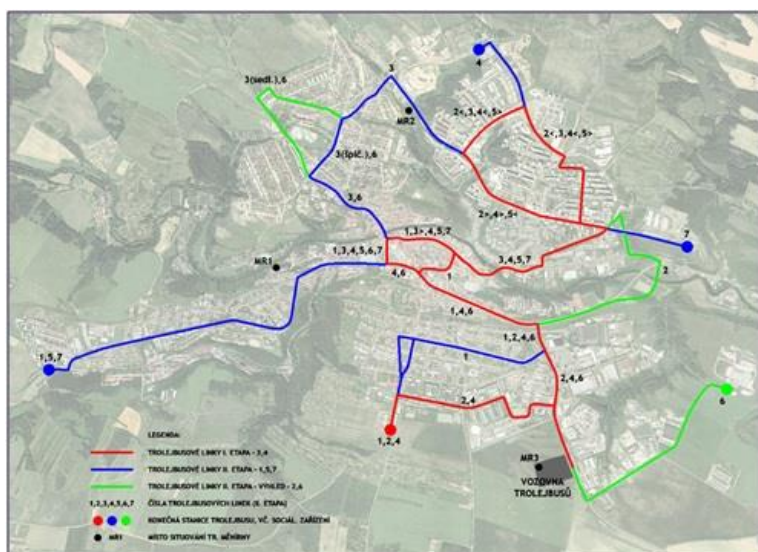 3
4
3(sedl.),6
MR2
2<,3,4<,5>
2<,3,4<,5>
3(špič.),6
3,6
2>,4>,5<
1,3>,4,5,7
7
1,3,4,5,6,7
MR1
4,6
1
3,4,5,7
2
1,4,6
1,2,4,6
1
1,5,7
2,4,6
6
2,4
1,2,4
LEGENDA:
TROLEJBUSOVÉ LINKY I. ETAPA - 3,4
MR3
VOZOVNA
TROLEJBUSŮ
TROLEJBUSOVÉ LINKY II. ETAPA - 1,5,7
TROLEJBUSOVÉ LINKY II. ETAPA - VÝHLED - 2,6
1,2,3,4,5,6,7 ČÍSLA TROLEJBUSOVÝCH LINEK (II. ETAPA)
KONEČNÁ STANICE TROLEJBUSU, VČ. SOCIÁL. ZAŘÍZENÍ
MR1 MÍSTO SITUOVÁNÍ TR. MĚNÍRNY